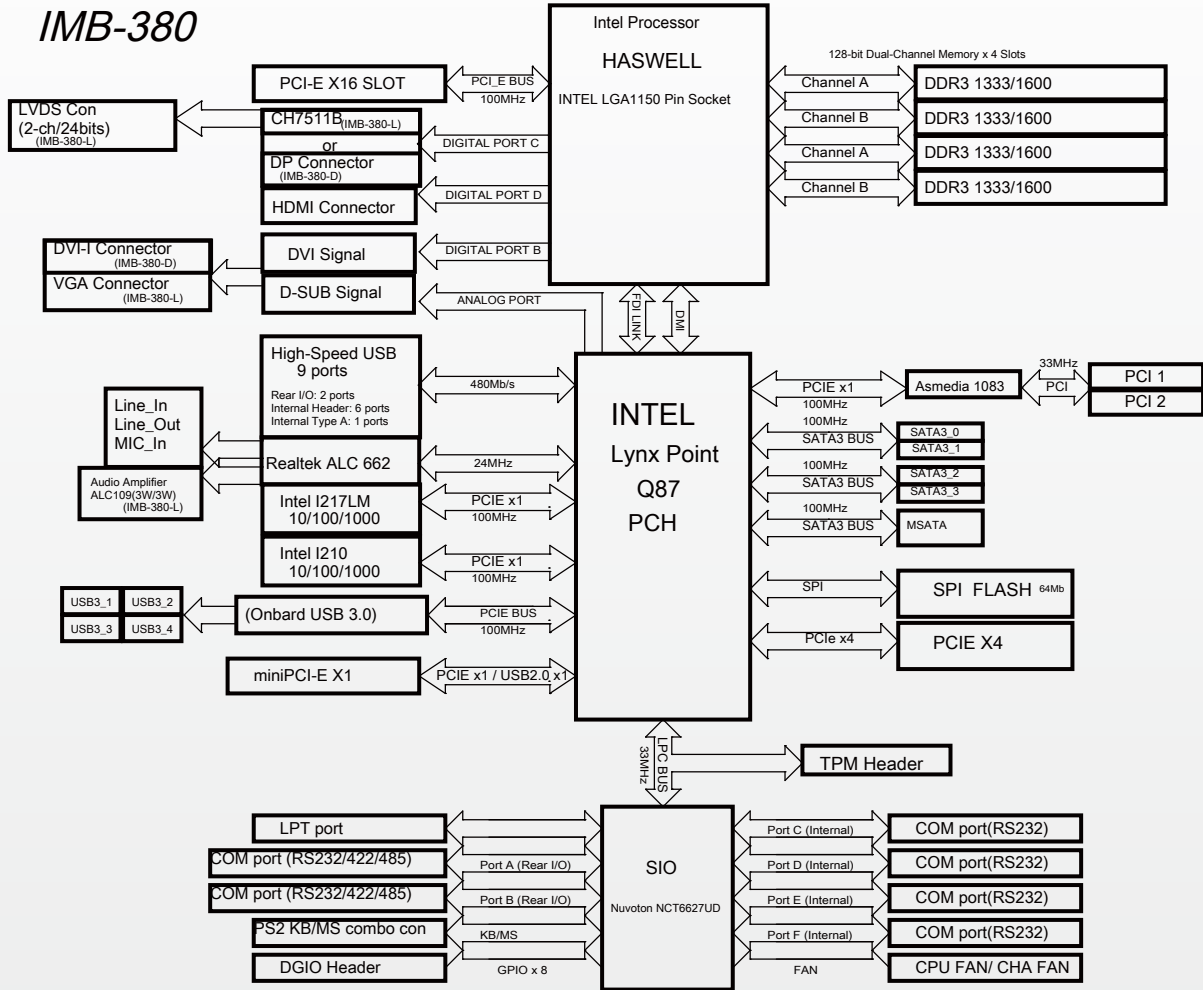 IMB-380
Intel Processor
HASWELL
INTEL LGA1150 Pin Socket
128-bit Dual-Channel Memory x 4 Slots
PCI-E X16 SLOT
PCI_E BUS
100MHz
Channel A
DDR3 1333/1600
Channel B
DDR3 1333/1600
Channel A
DDR3 1333/1600
Channel B
DDR3 1333/1600
LVDS Con
(2-ch/24bits)
(IMB-380-L)
CH7511B (IMB-380-L)
or
DP Connector
(IMB-380-D)
DIGITAL PORT C
HDMI Connector
DIGITAL PORT D
DVI-I Connector
(IMB-380-D)
VGA Connector
(IMB-380-L)
DVI Signal
DIGITAL PORT B
D-SUB Signal
ANALOG PORT
FDI LINK
DMI
High-Speed USB
9 ports
Rear I/O: 2 ports
Internal Header: 6 ports
Internal Type A: 1 ports
480Mb/s
Line_In
Line_Out
MIC_In
Audio Amplifier
ALC109(3W/3W)
(IMB-380-L)
Realtek ALC 662
24MHz
Intel I217LM
10/100/1000
PCIE x1
100MHz
Intel I210
10/100/1000
PCIE x1
100MHz
USB3_1
USB3_2
USB3_3
USB3_4
(Onbard USB 3.0)
PCIE BUS
100MHz
miniPCI-E X1
PCIE x1 / USB2.0 x1
INTEL
Lynx Point
Q87
PCH
PCIE x1
100MHz
Asmedia 1083
33MHz
PCI
PCI 1
PCI 2
100MHz
SATA3 BUS
SATA3_0
SATA3_1
100MHz
SATA3 BUS
SATA3_2
SATA3_3
100MHz
SATA3 BUS
MSATA
SPI
SPI FLASH 64Mb
PCIe x4
PCIE X4
LPC BUS
33MHz
TPM Header
SIO
Nuvoton NCT6627UD
LPT port
COM port (RS232/422/485)
Port A (Rear I/O)
COM port (RS232/422/485)
Port B (Rear I/O)
PS2 KB/MS combo con
KB/MS
DGIO Header
GPIO x 8
Port C (Internal)
COM port(RS232)
Port D (Internal)
COM port(RS232)
Port E (Internal)
COM port(RS232)
Port F (Internal)
COM port(RS232)
FAN
CPU FAN/ CHA FAN